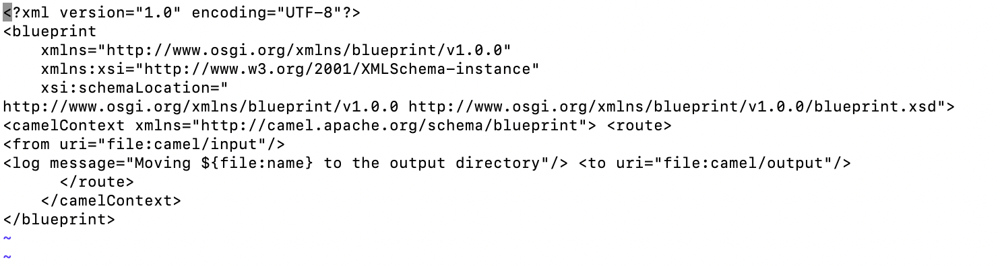 <?xml version="1.0" encoding="UTF-8"?>
<blueprint
    xmlns="http://www.osgi.org/xmlns/blueprint/v1.0.0"
    xmlns:xsi="http://www.w3.org/2001/XMLSchema-instance"
    xsi:schemaLocation="
http://www.osgi.org/xmlns/blueprint/v1.0.0 http://www.osgi.org/xmlns/blueprint/v1.0.0/blueprint.xsd">
<camelContext xmlns="http://camel.apache.org/schema/blueprint"> <route>
<from uri="file:camel/input"/>
<log message="Moving ${file:name} to the output directory"/> <to uri="file:camel/output"/>
      </route>
    </camelContext>
</blueprint>
~
~